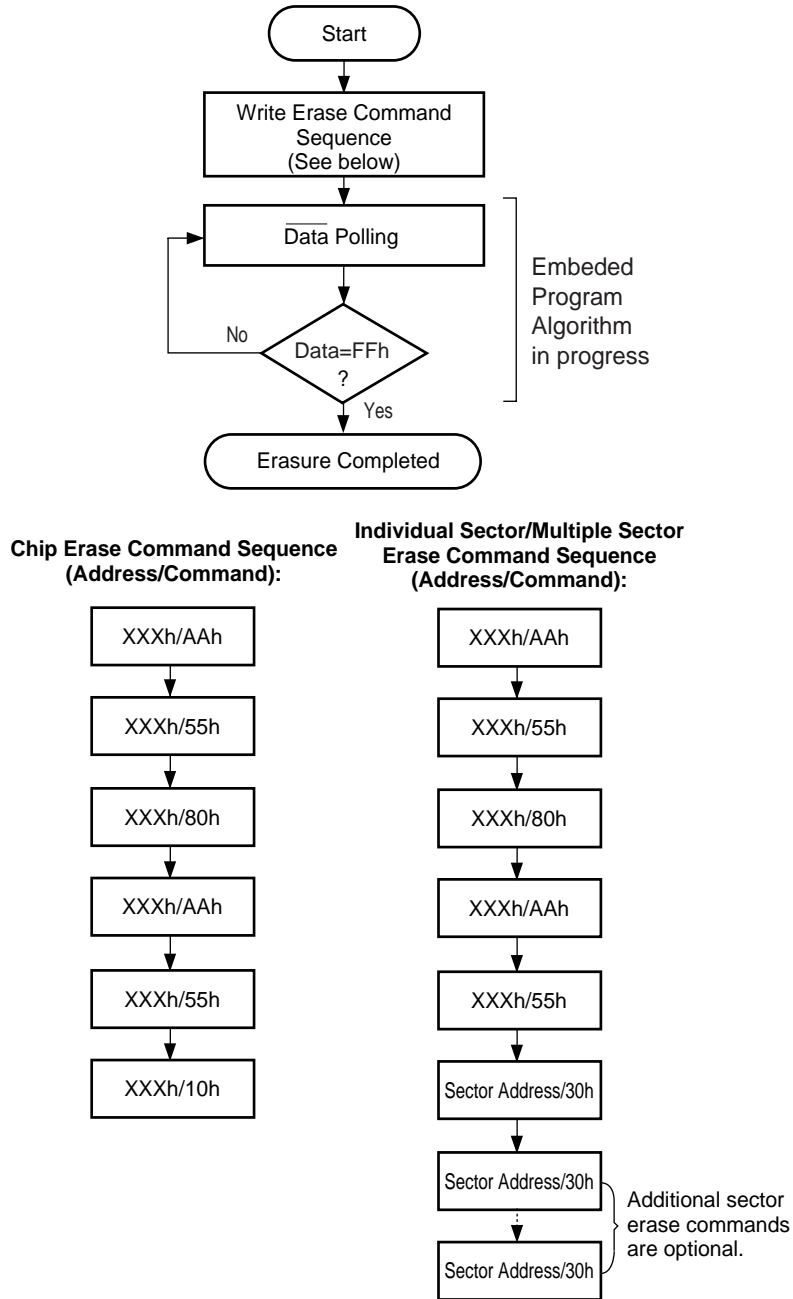 Start
Write Erase Command
Sequence
(See below)
Data Polling
Embeded
Program
Algorithm
in progress
No
Data=FFh
?
Yes
Erasure Completed
Chip Erase Command Sequence
(Address/Command):
XXXh/AAh
XXXh/55h
XXXh/80h
XXXh/AAh
XXXh/55h
XXXh/10h
Individual Sector/Multiple Sector
Erase Command Sequence
(Address/Command):
XXXh/AAh
XXXh/55h
XXXh/80h
XXXh/AAh
XXXh/55h
Sector Address/30h
Sector Address/30h
Sector Address/30h
Additional sector
erase commands
are optional.